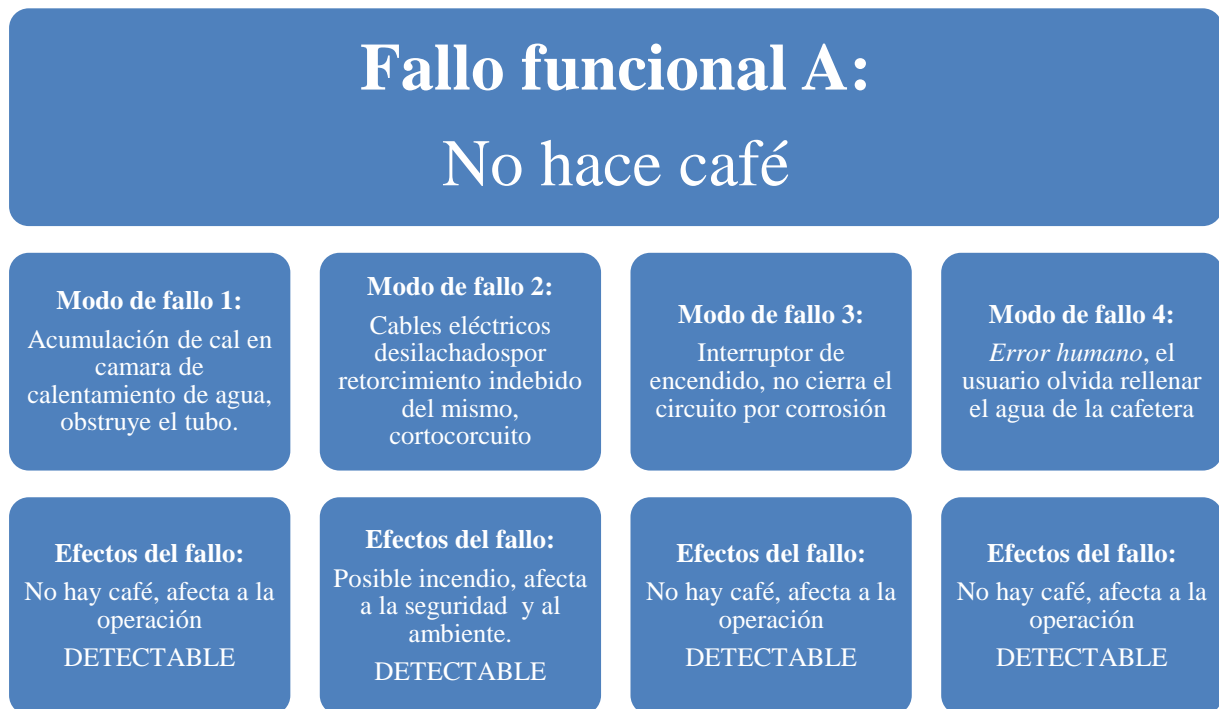 Fallo funcional A:
No hace café
Modo de fallo 1:
Acumulación de cal en
camara de
calentamiento de agua,
obstruye el tubo.
Modo de fallo 2:
Cables eléctricos
desilachadospor
retorcimiento indebido
del mismo,
cortocorcuito
Modo de fallo 3:
Interruptor de
encendido, no cierra el
circuito por corrosión
Modo de fallo 4:
Error humano, el
usuario olvida rellenar
el agua de la cafetera
Efectos del fallo:
No hay café, afecta a la
operación
DETECTABLE
Efectos del fallo:
Posible incendio, afecta
a la seguridad y al
ambiente.
DETECTABLE
Efectos del fallo:
No hay café, afecta a la
operación
DETECTABLE
Efectos del fallo:
No hay café, afecta a la
operación
DETECTABLE